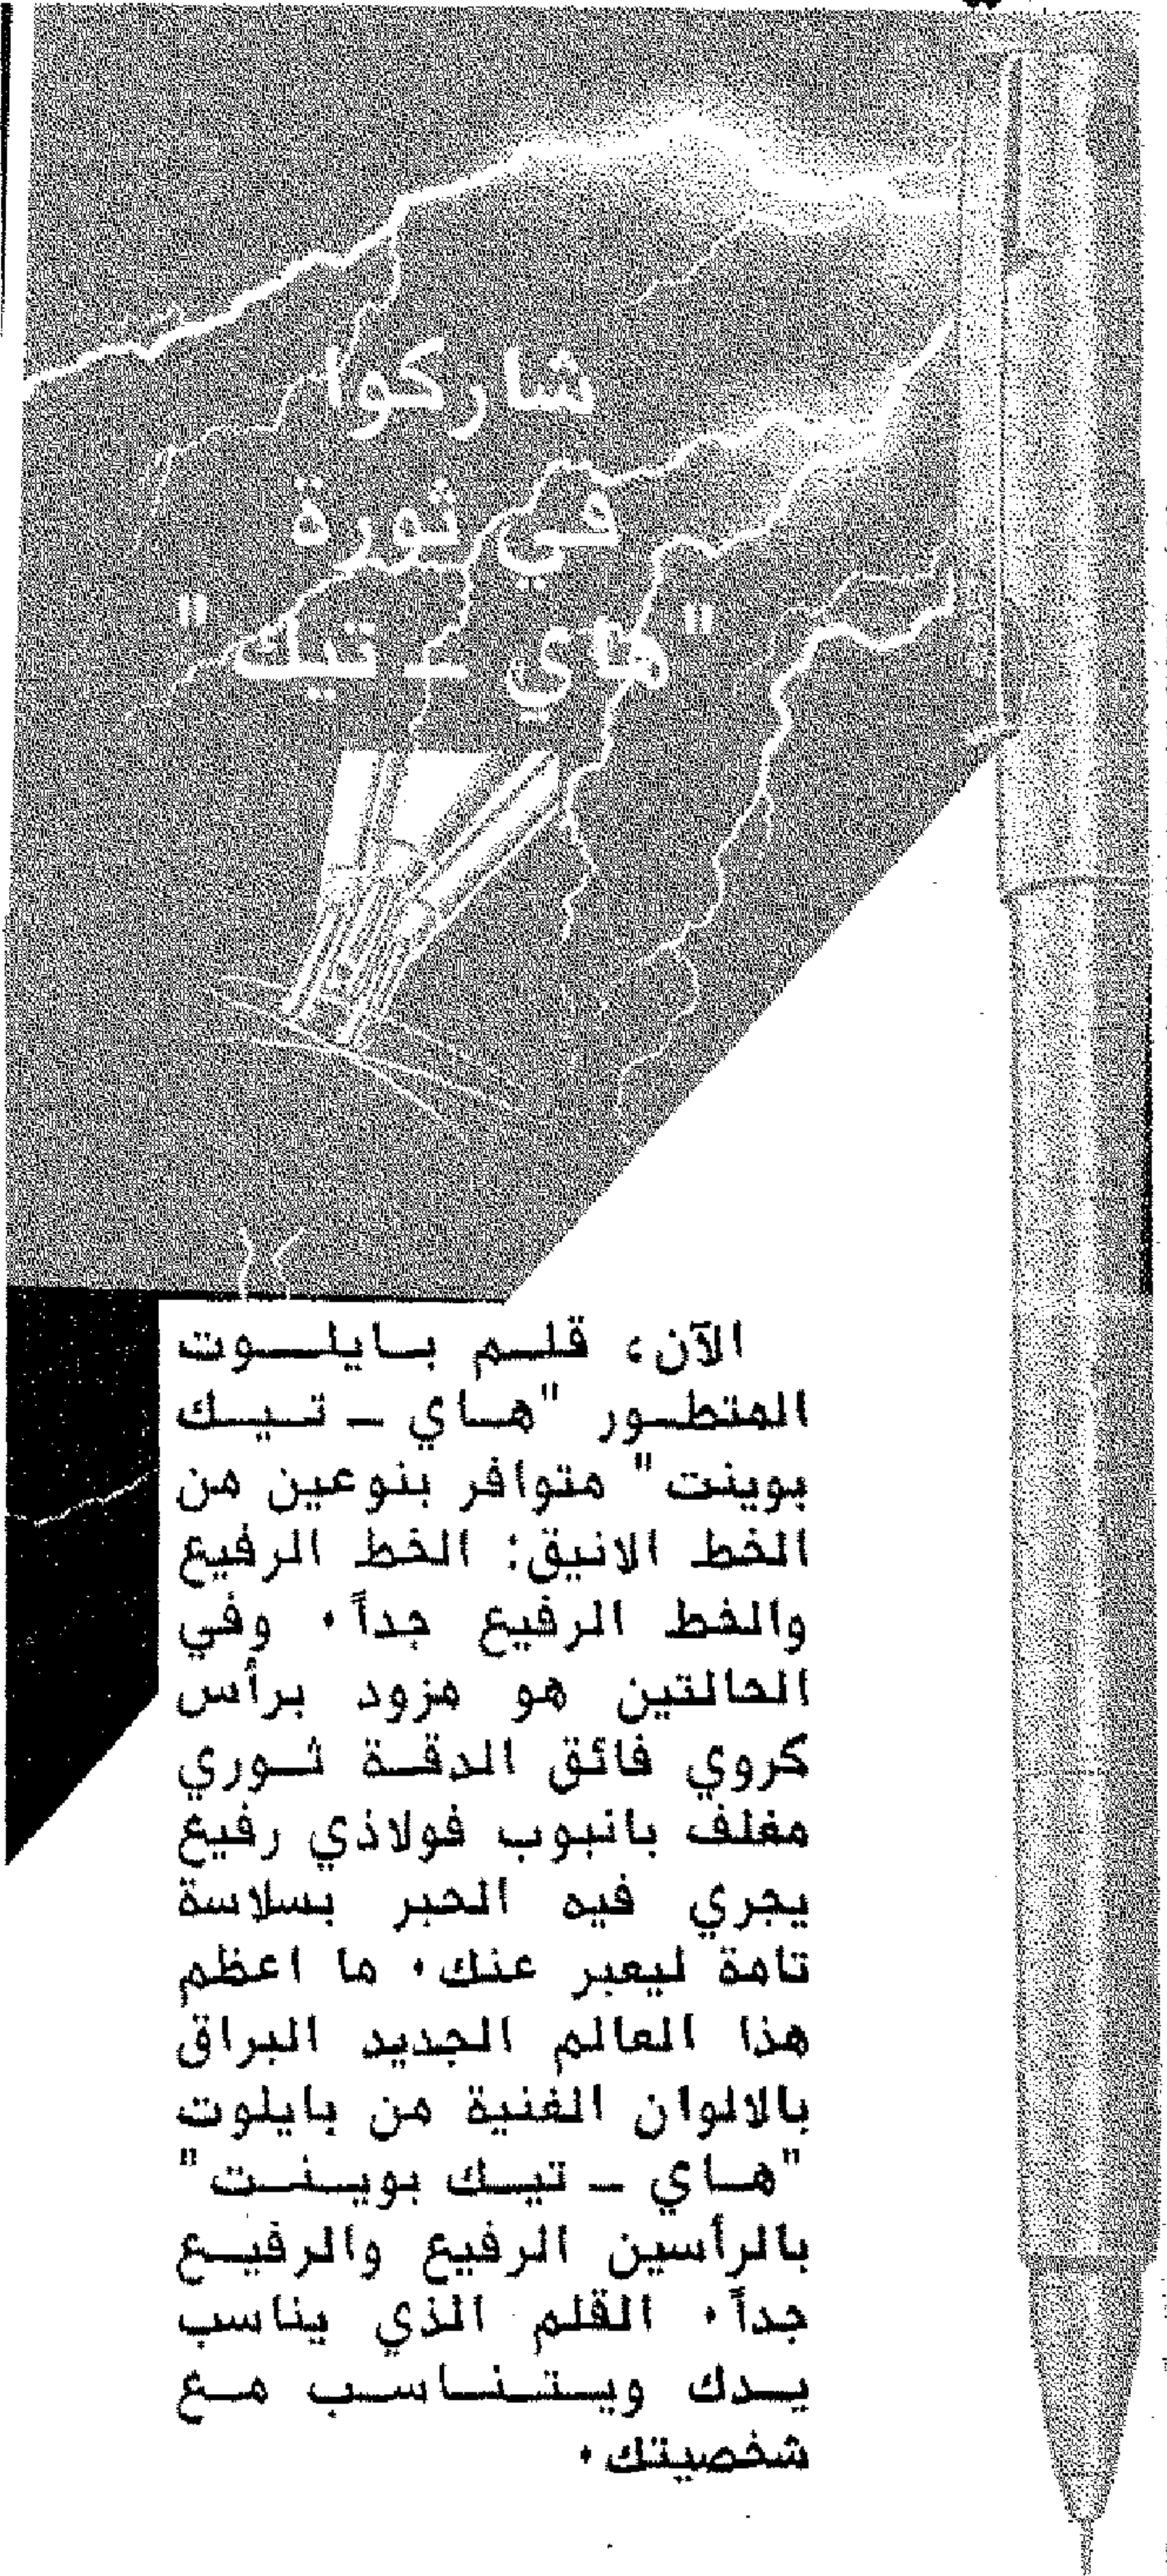 شاركوا
في ثورة
"هاي - تيك"
الآن، قلم بايلوت
المتطور "هاي - تيك
بوينت" متوافر بنوعين من
الخط الانيق: الخط الرفيع
والخط الرفيع جداً. وفي
الحالتين هو مزود برأس
كروي فائق الدقة ثوري
مغلف بانبوب فولاذي رفيع
يجري فيه الحبر بسلاسة
تامة ليعبر عنك. ما اعظم
هذا العالم الجديد البراق
بالالوان الغنية من بايلوت
"هاي - تيك بوينت"
بالرأسين الرفيع والرفيع
جداً. القلم الذي يناسب
يدك ويتناسب مع
شخصيتك.